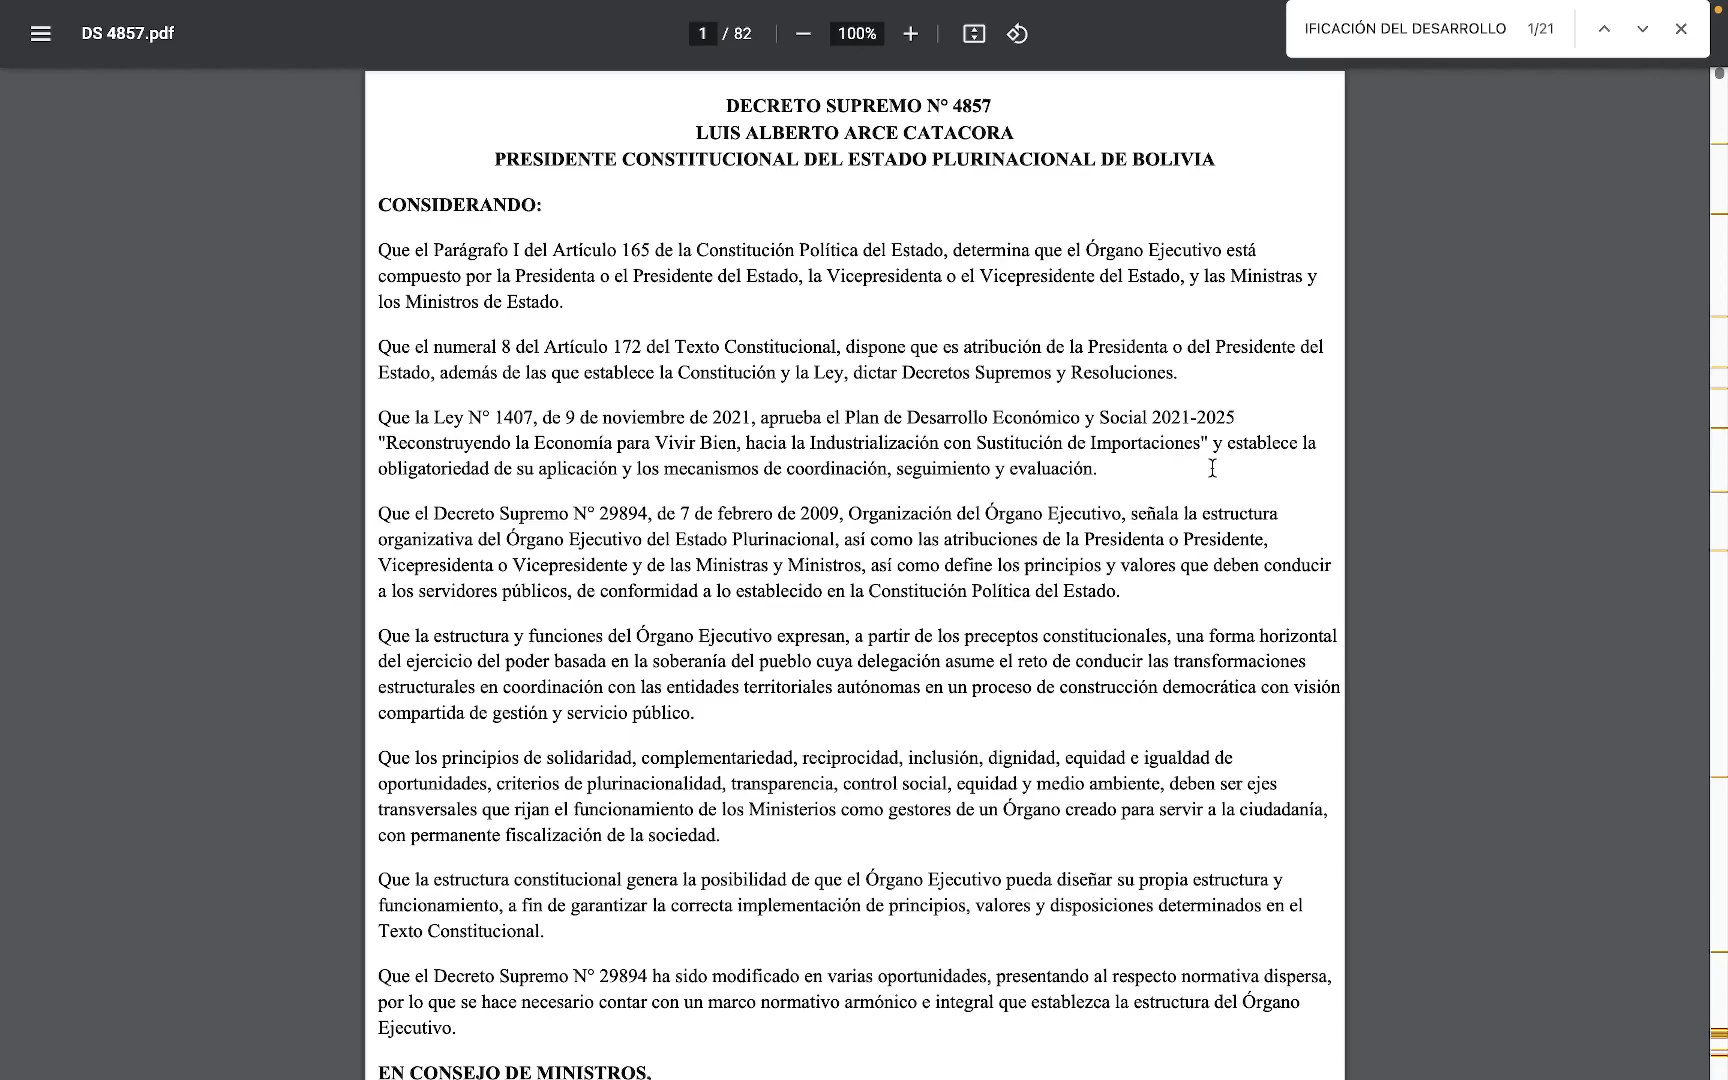 DS 4857.pdf
1 / 82
100%
IFICACIÓN DEL DESARROLLO 1/21
DECRETO SUPREMO N° 4857
LUIS ALBERTO ARCE CATACORA
PRESIDENTE CONSTITUCIONAL DEL ESTADO PLURINACIONAL DE BOLIVIA
CONSIDERANDO:
Que el Parágrafo I del Artículo 165 de la Constitución Política del Estado, determina que el Órgano Ejecutivo está
compuesto por la Presidenta o el Presidente del Estado, la Vicepresidenta o el Vicepresidente del Estado, y las Ministras y
los Ministros de Estado.
Que el numeral 8 del Artículo 172 del Texto Constitucional, dispone que es atribución de la Presidenta o del Presidente del
Estado, además de las que establece la Constitución y la Ley, dictar Decretos Supremos y Resoluciones.
Que la Ley N° 1407, de 9 de noviembre de 2021, aprueba el Plan de Desarrollo Económico y Social 2021-2025
"Reconstruyendo la Economía para Vivir Bien, hacia la Industrialización con Sustitución de Importaciones" y establece la
obligatoriedad de su aplicación y los mecanismos de coordinación, seguimiento y evaluación.
Que el Decreto Supremo N° 29894, de 7 de febrero de 2009, Organización del Órgano Ejecutivo, señala la estructura
organizativa del Órgano Ejecutivo del Estado Plurinacional, así como las atribuciones de la Presidenta o Presidente,
Vicepresidenta o Vicepresidente y de las Ministras y Ministros, así como define los principios y valores que deben conducir
a los servidores públicos, de conformidad a lo establecido en la Constitución Política del Estado.
Que la estructura y funciones del Órgano Ejecutivo expresan, a partir de los preceptos constitucionales, una forma horizontal
del ejercicio del poder basada en la soberanía del pueblo cuya delegación asume el reto de conducir las transformaciones
estructurales en coordinación con las entidades territoriales autónomas en un proceso de construcción democrática con visión
compartida de gestión y servicio público.
Que los principios de solidaridad, complementariedad, reciprocidad, inclusión, dignidad, equidad e igualdad de
oportunidades, criterios de plurinacionalidad, transparencia, control social, equidad y medio ambiente, deben ser ejes
transversales que rijan el funcionamiento de los Ministerios como gestores de un Órgano creado para servir a la ciudadanía,
con permanente fiscalización de la sociedad.
Que la estructura constitucional genera la posibilidad de que el Órgano Ejecutivo pueda diseñar su propia estructura y
funcionamiento, a fin de garantizar la correcta implementación de principios, valores y disposiciones determinados en el
Texto Constitucional.
Que el Decreto Supremo N° 29894 ha sido modificado en varias oportunidades, presentando al respecto normativa dispersa,
por lo que se hace necesario contar con un marco normativo armónico e integral que establezca la estructura del Órgano
Ejecutivo.
EN CONSEJO DE MINISTROS,